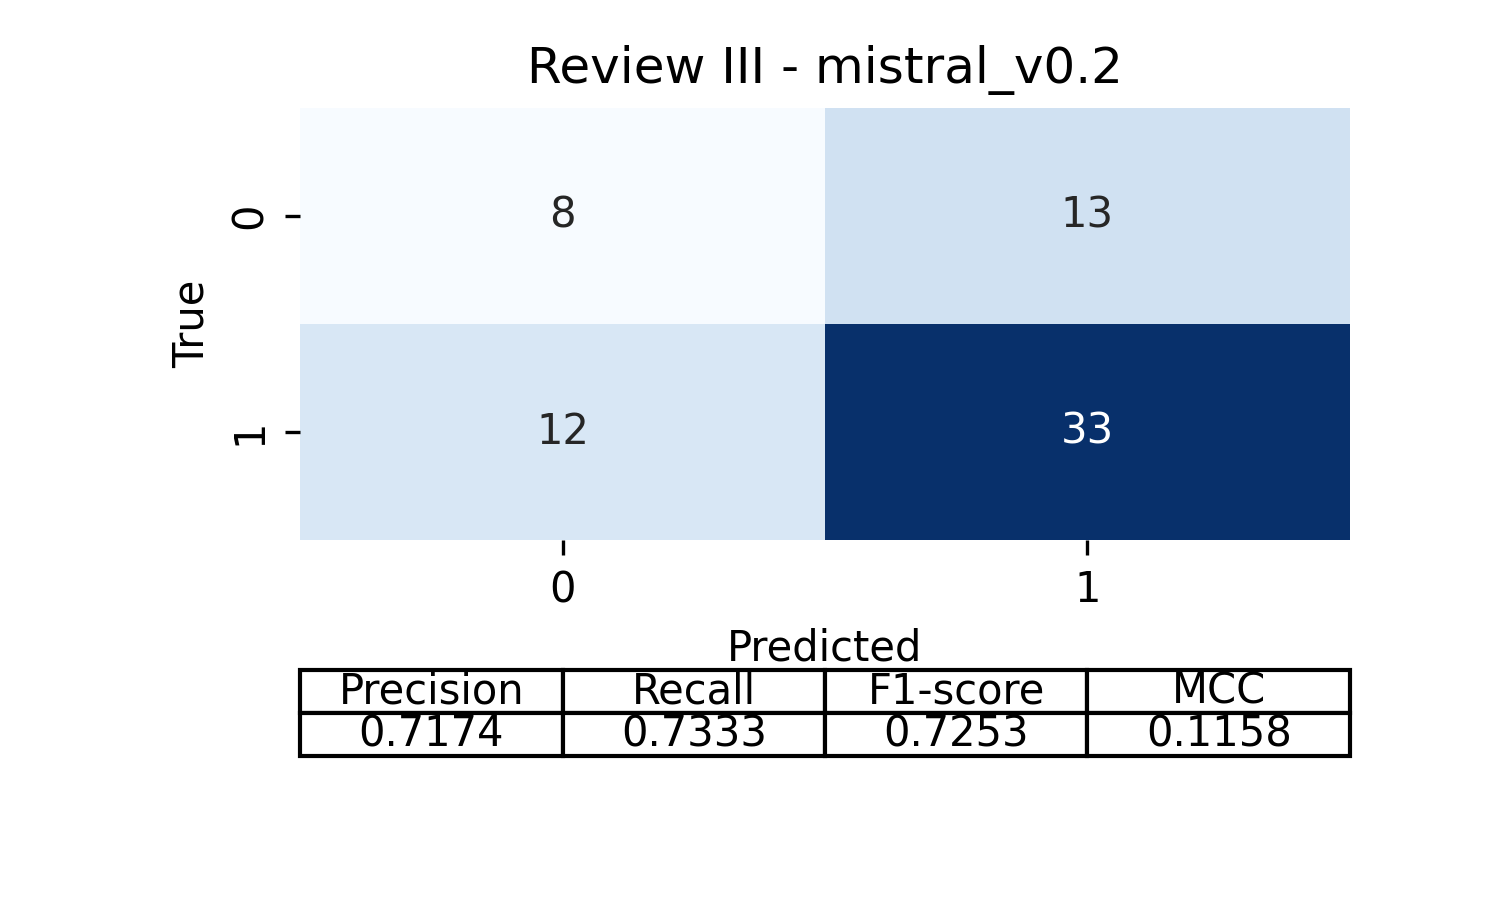 Review III - mistral_v0.2
0 8 13
True
1 12 33
0 1
Predicted
Precision Recall F1-score MCC
0.7174 0.7333 0.7253 0.1158